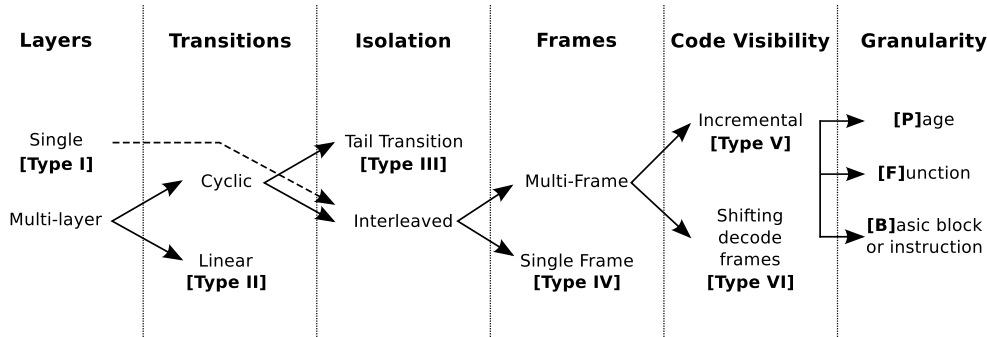 Layers
Transitions
Isolation
Frames
Code Visibility
Granularity
Single
[Type I]
Multi-layer
Cyclic
Linear
[Type II]
Tail Transition
[Type III]
Interleaved
Multi-Frame
Single Frame
[Type IV]
Incremental
[Type V]
Shifting
decode
frames
[Type VI]
[P]age
[F]unction
[B]asic block
or instruction